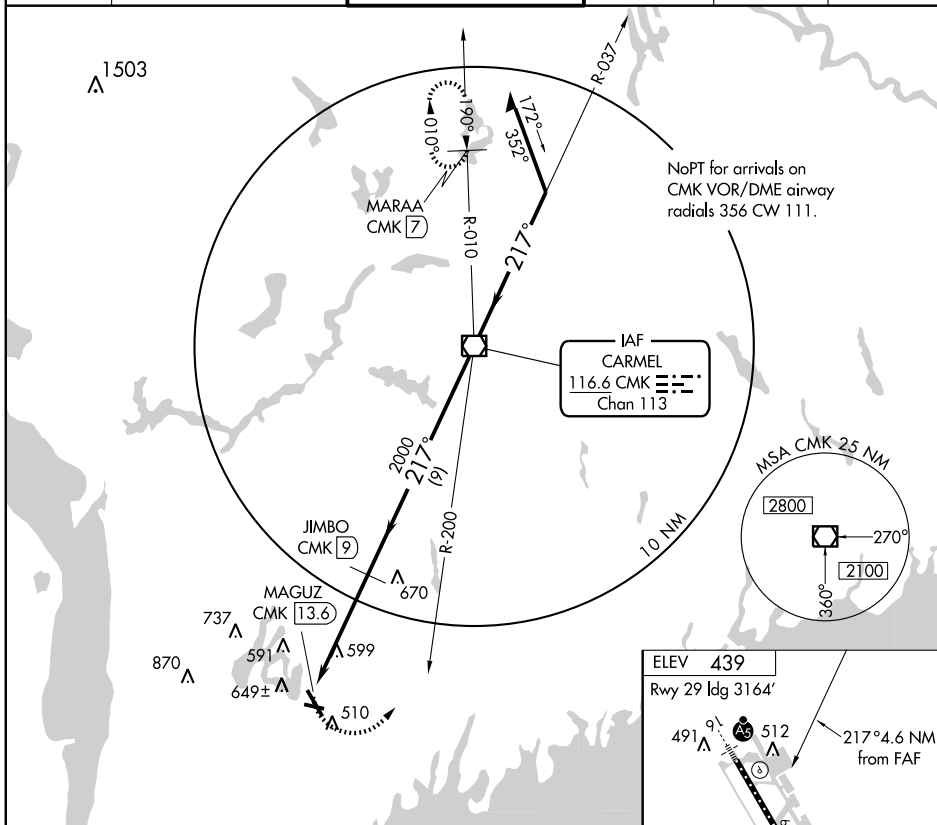 1503
R-037
172°
352°
190°
010°
NoPT for arrivals on
CMK VOR/DME airway
radials 356 CW 111.
MARAA
CMK 7
R-010
217°
IAF
CARMEL
116.6 CMK
Chan 113
2000
217°
(9)
MSA CMK 25 NM
2800
270°
2100
360°
JIMBO
CMK 9
R-200
10 NM
670
MAGUZ
CMK 13.6
737
591
599
870
649±
510
ELEV 439
Rwy 29 ldg 3164'
491
16
A5
512
217° 4.6 NM
from FAF